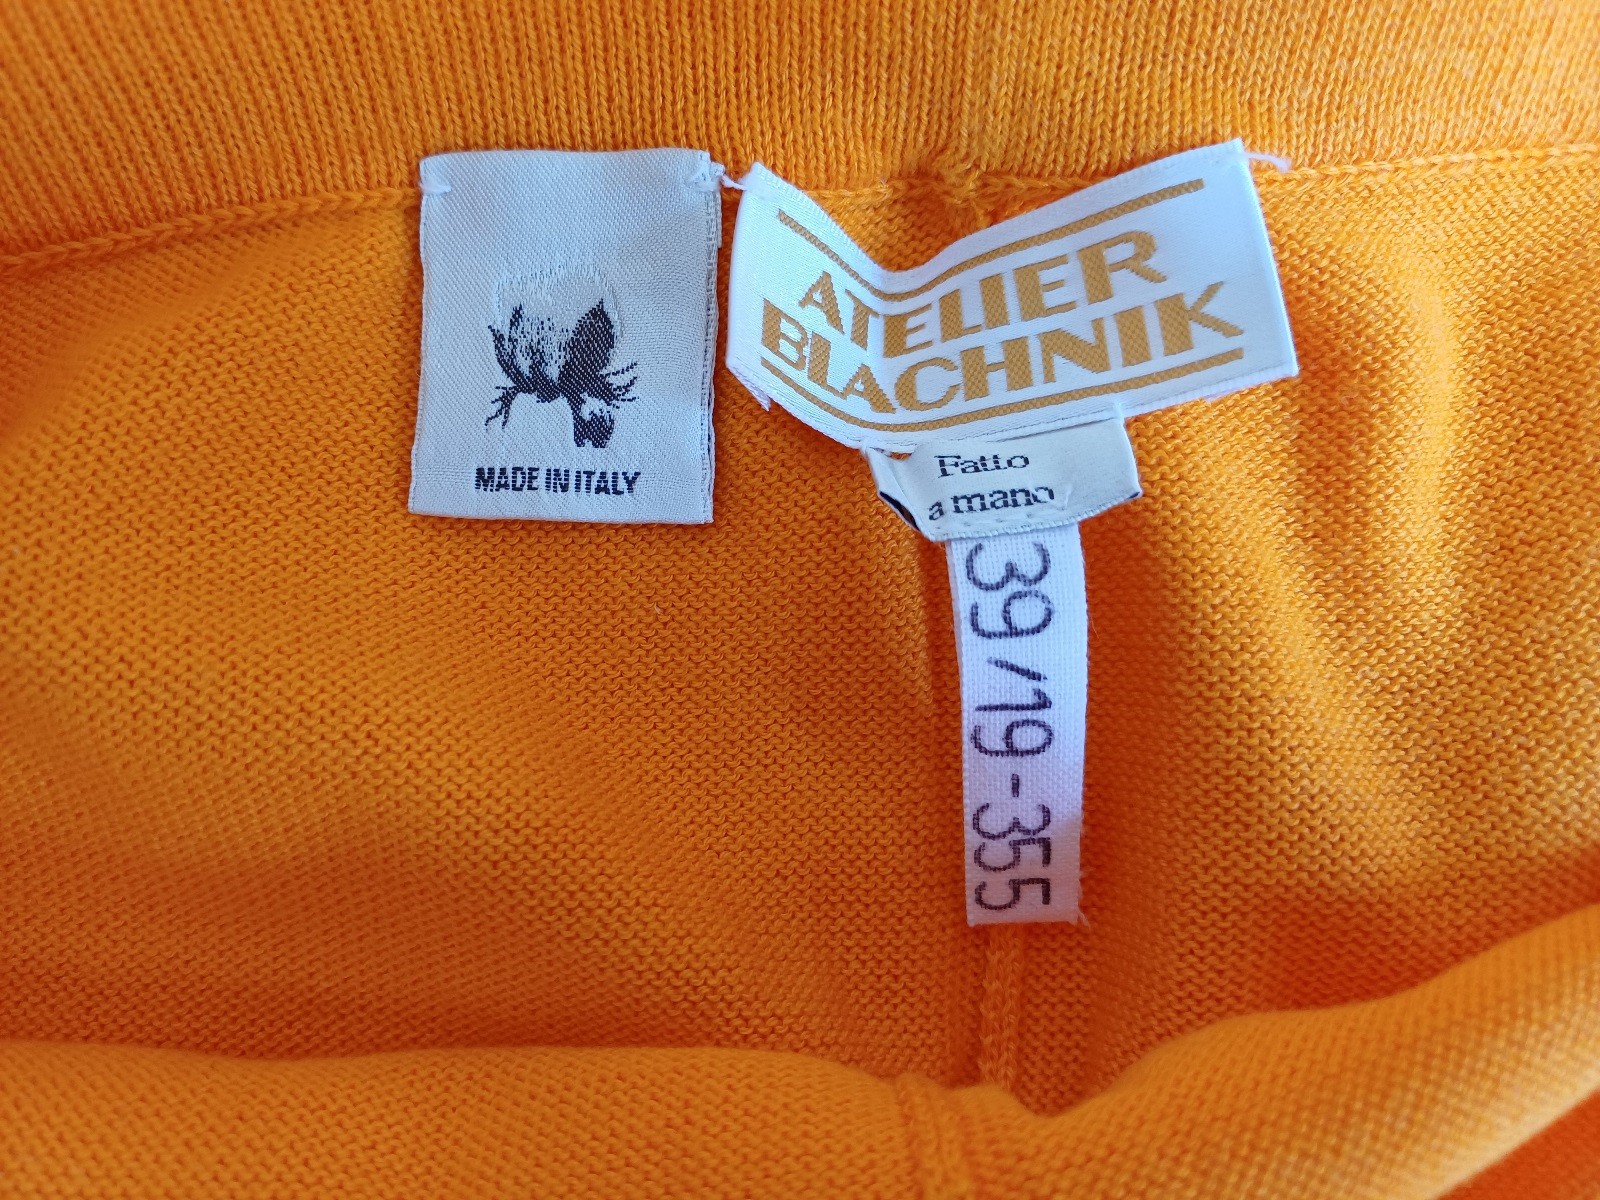 MADE IN ITALY
ATELIER
BLACHNIK
Fatto
a mano
39/19-355